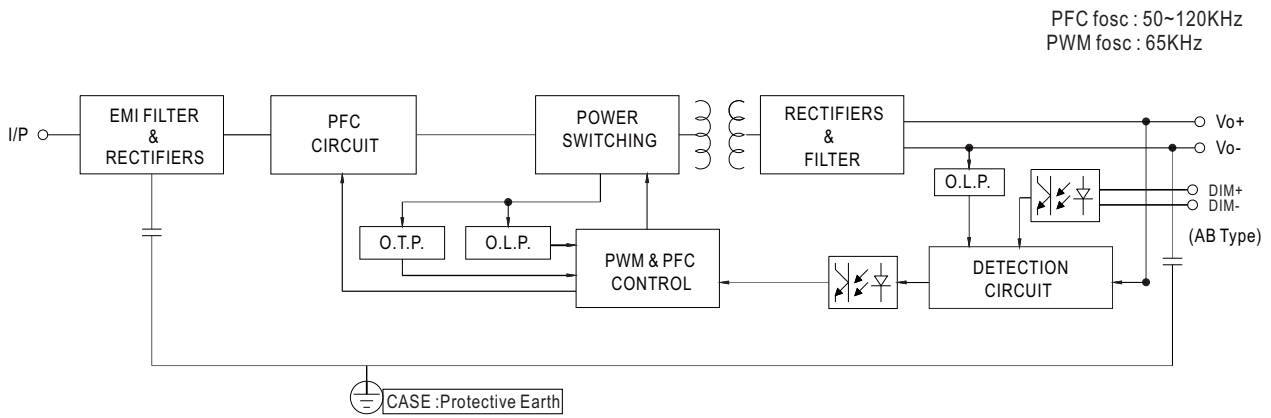 PFC fosc : 50~120KHz
PWM fosc : 65KHz
I/P
EMI FILTER
&
RECTIFIERS
PFC
CIRCUIT
POWER
SWITCHING
RECTIFIERS
&
FILTER
Vo+
Vo-
O.L.P.
DIM+
DIM-
(AB Type)
O.T.P.
O.L.P.
PWM & PFC
CONTROL
DETECTION
CIRCUIT
CASE :Protective Earth